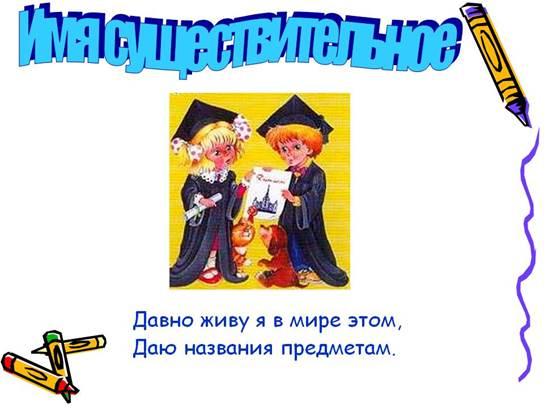 Имя существительное
Давно живу я в мире этом,
Даю названия предметам.